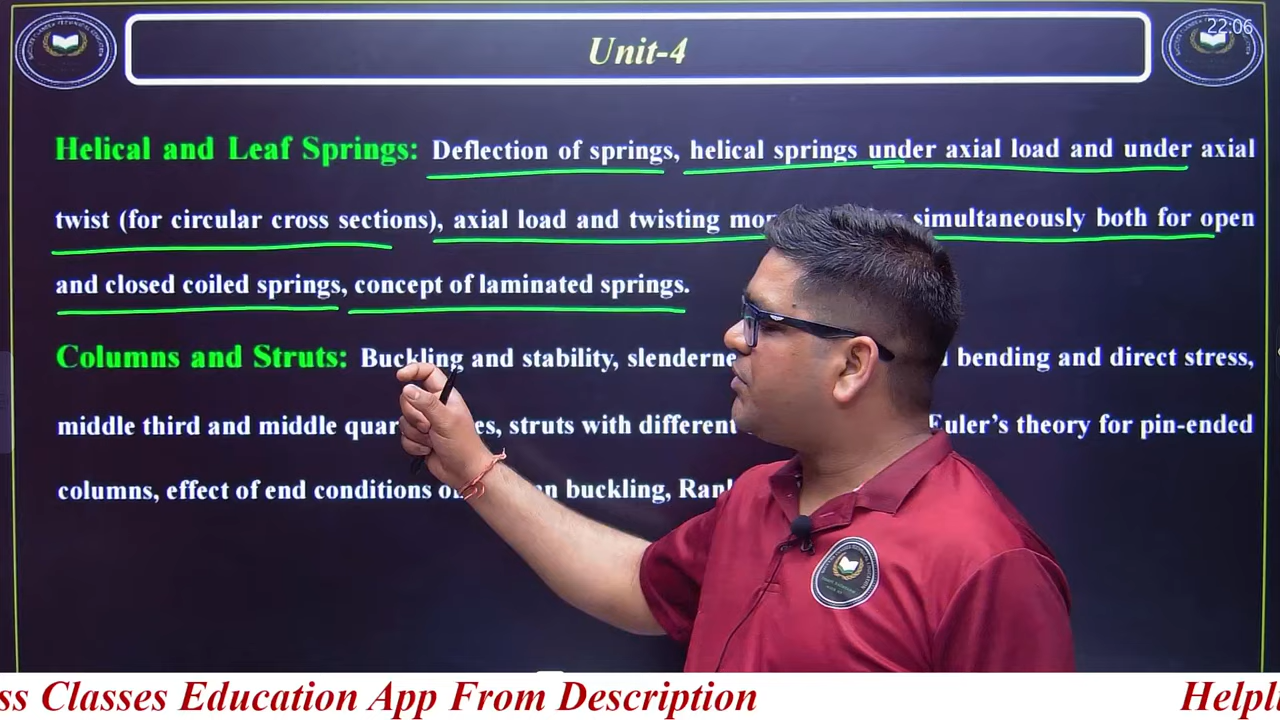 22:06
Unit-4
Helical and Leaf Springs: Deflection of springs, helical springs under axial load and under axial
twist (for circular cross sections), axial load and twisting simultaneously both for open
and closed coiled springs, concept of laminated springs.
Columns and Struts: Buckling and stability, bending and direct stress,
middle third and middle struts with different Euler’s theory for pin-ended
columns, effect of end conditions buckling,
ss Classes Education App From Description